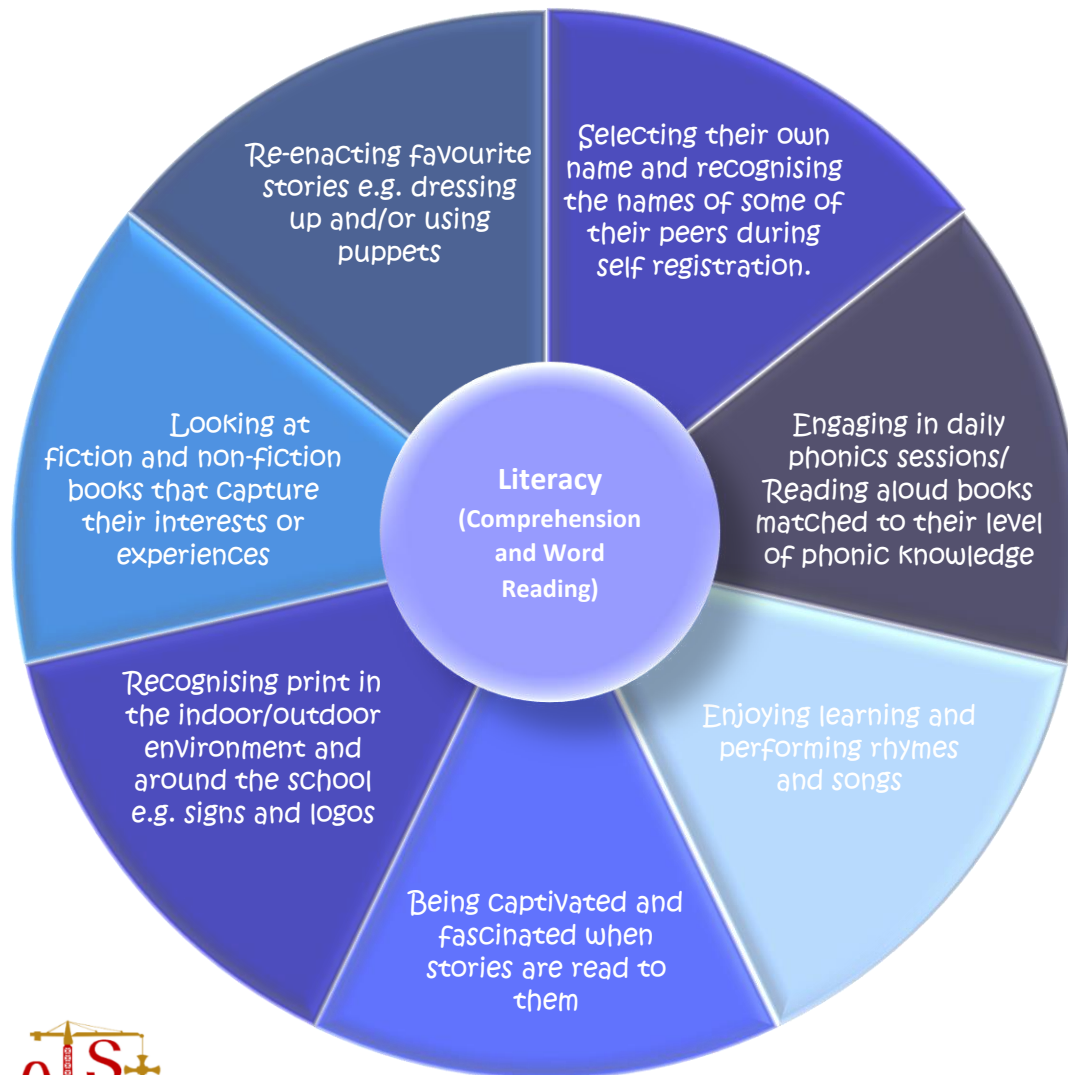 Re-enacting favourite
stories e.g. dressing
up and/or using
puppets
Selecting their own
name and recognising
the names of some of
their peers during
self registration.
Looking at
fiction and non-fiction
books that capture
their interests or
experiences
Literacy
(Comprehension
and Word
Reading)
Engaging in daily
phonics sessions/
Reading aloud books
matched to their level
of phonic knowledge
Recognising print in
the indoor/outdoor
environment and
around the school
e.g. signs and logos
Enjoying learning and
performing rhymes
and songs
Being captivated and
fascinated when
stories are read to
them